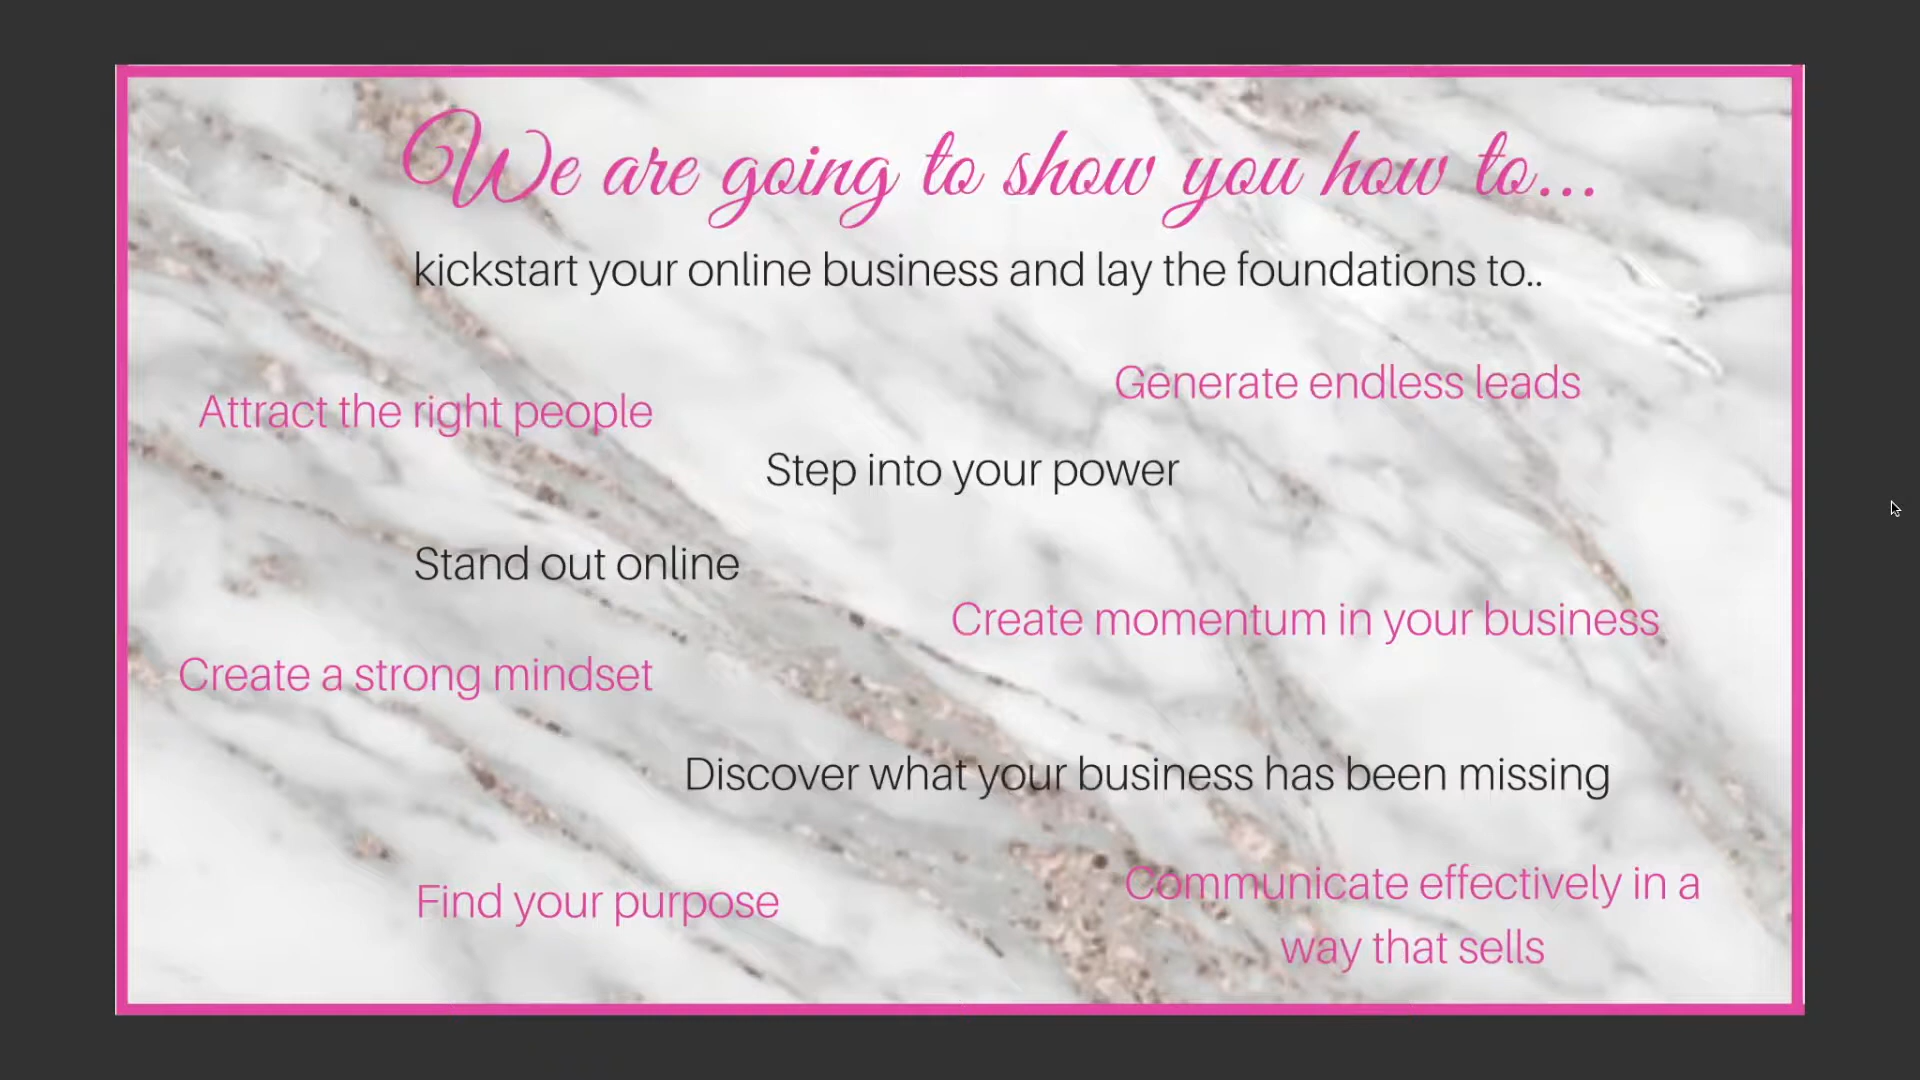 We are going to show you how to...
kickstart your online business and lay the foundations to..
Generate endless leads
Attract the right people
Step into your power
Stand out online
Create momentum in your business
Create a strong mindset
Discover what your business has been missing
Find your purpose
Communicate effectively in a
way that sells